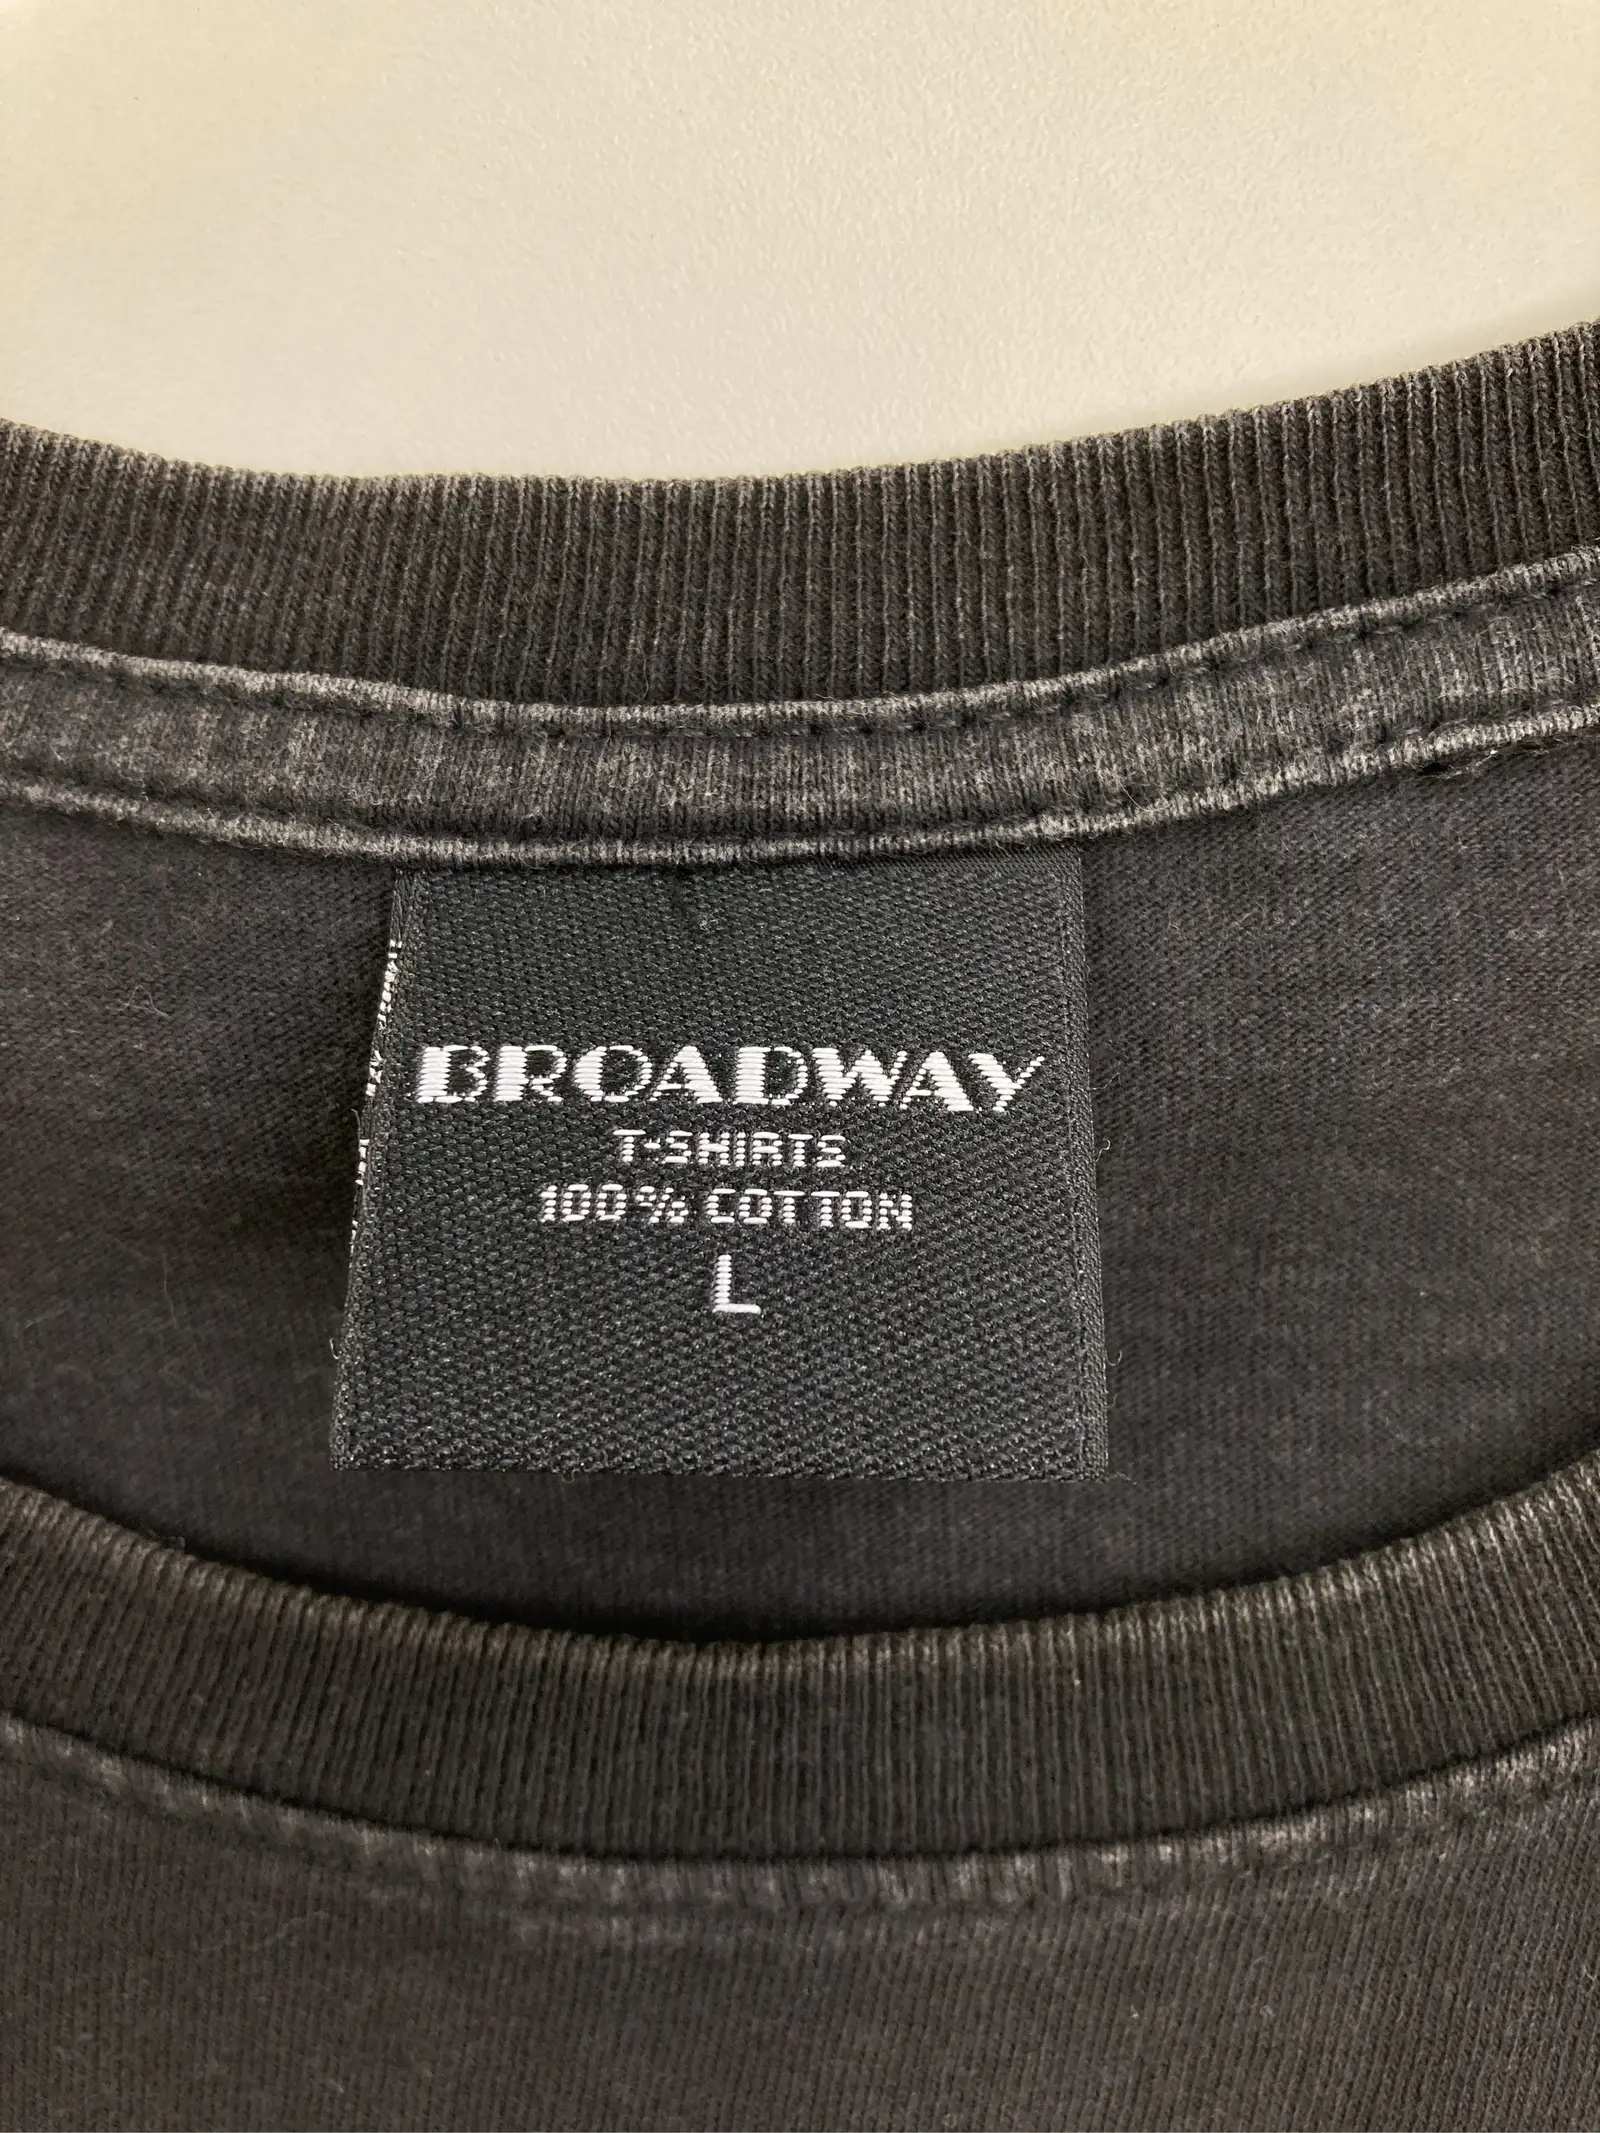 BROADWAY
T-SHIRTS
100% COTTON
L